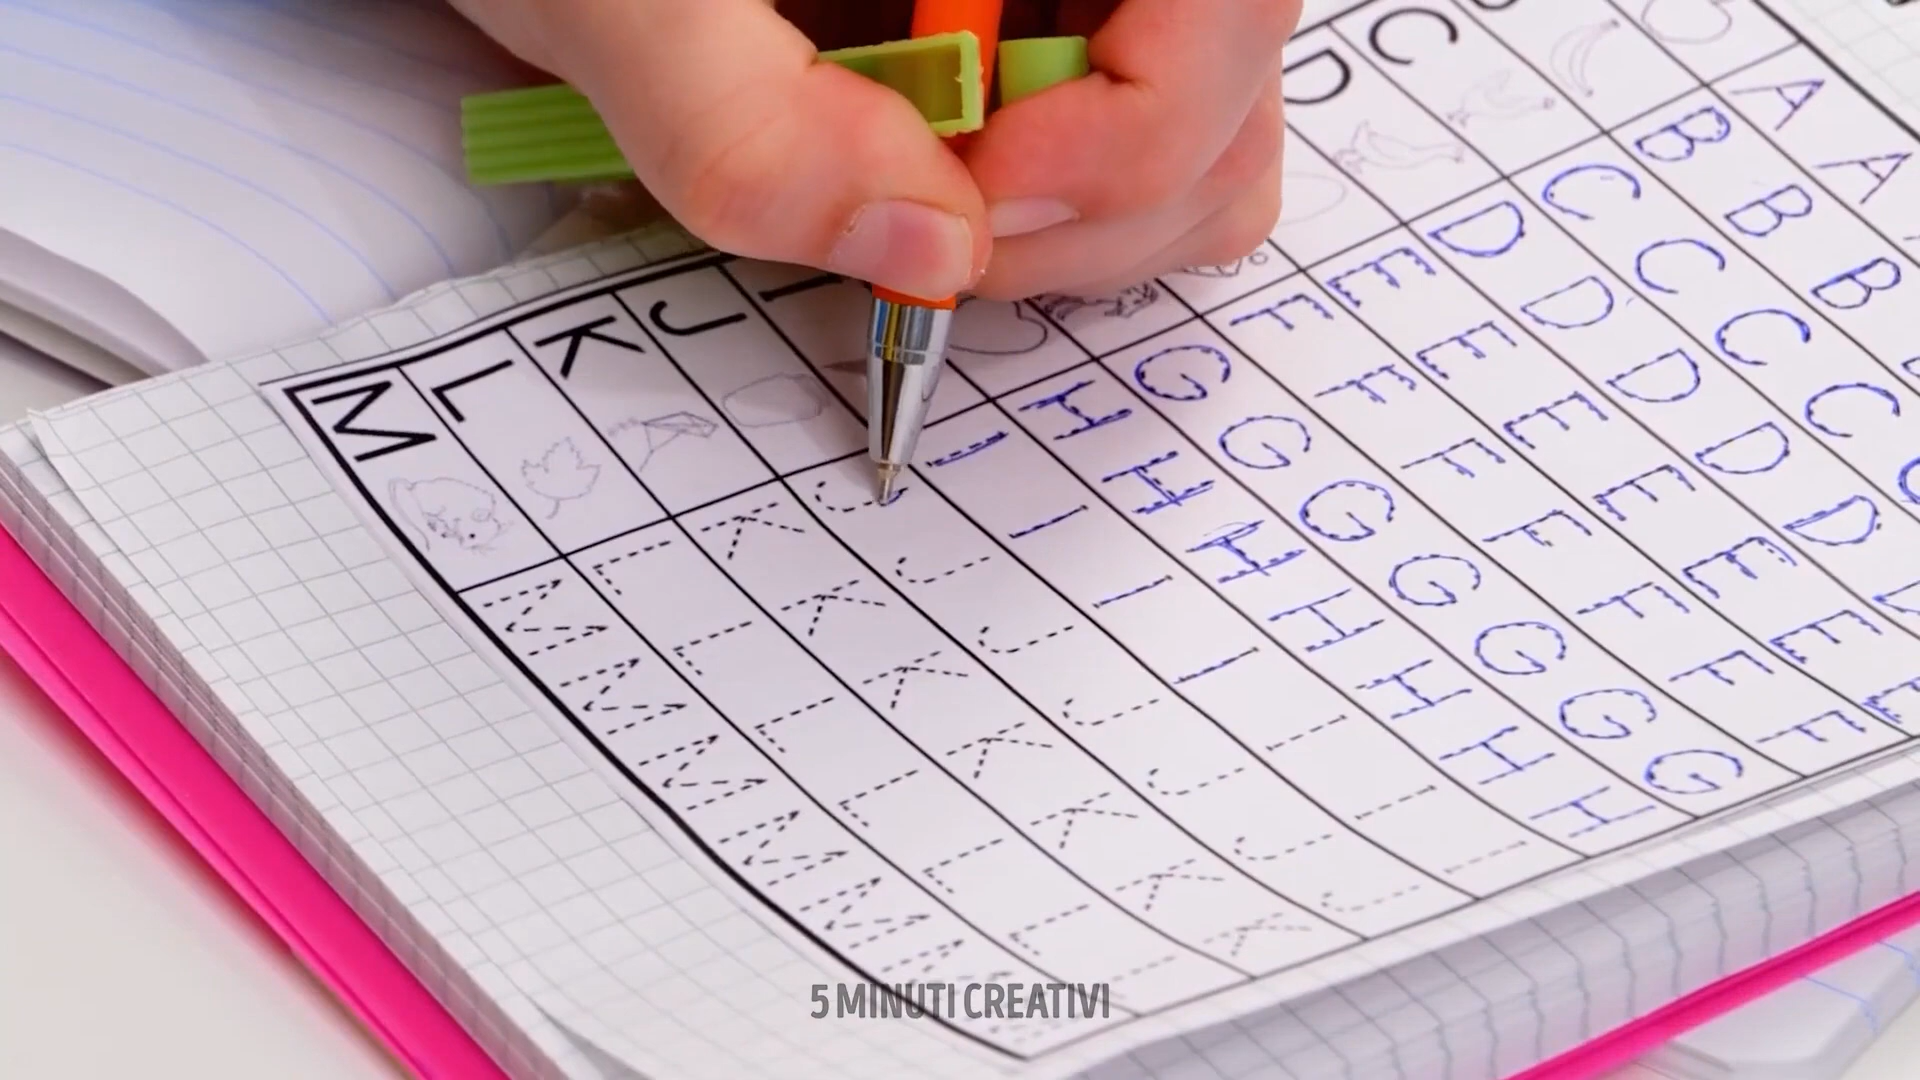 A A
B B B
C C C C C
D D D D D D
E E E E E E E
F F F F F F F
G G G G G G G
H H H H H H H
I I I I I I I I
J J J J J J J J
K K K K K K K K
L L L L L L L
M M M M M M M
5 MINUTI CREATIVI